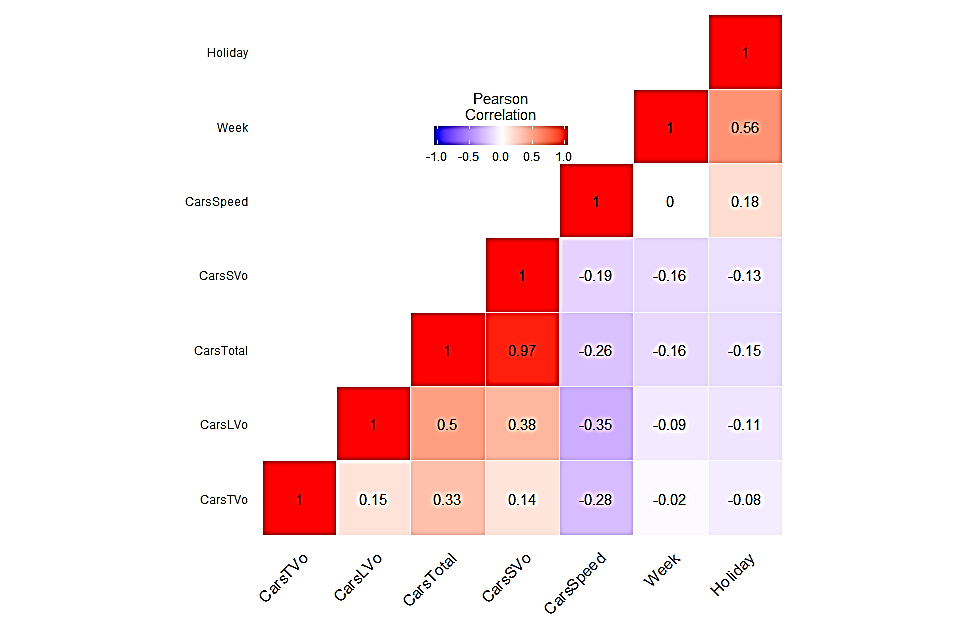 Holiday
1
Pearson
Correlation
-1.0 -0.5 0.0 0.5 1.0
Week
1 0.56
CarsSpeed
1 0 0.18
CarsSVo
1 -0.19 -0.16 -0.13
CarsTotal
1 0.97 -0.26 -0.16 -0.15
CarsLVo
1 0.5 0.38 -0.35 -0.09 -0.11
CarsTVo
1 0.15 0.33 0.14 -0.28 -0.02 -0.08
CarsTVo
CarsLVo
CarsTotal
CarsSVo
CarsSpeed
Week
Holiday